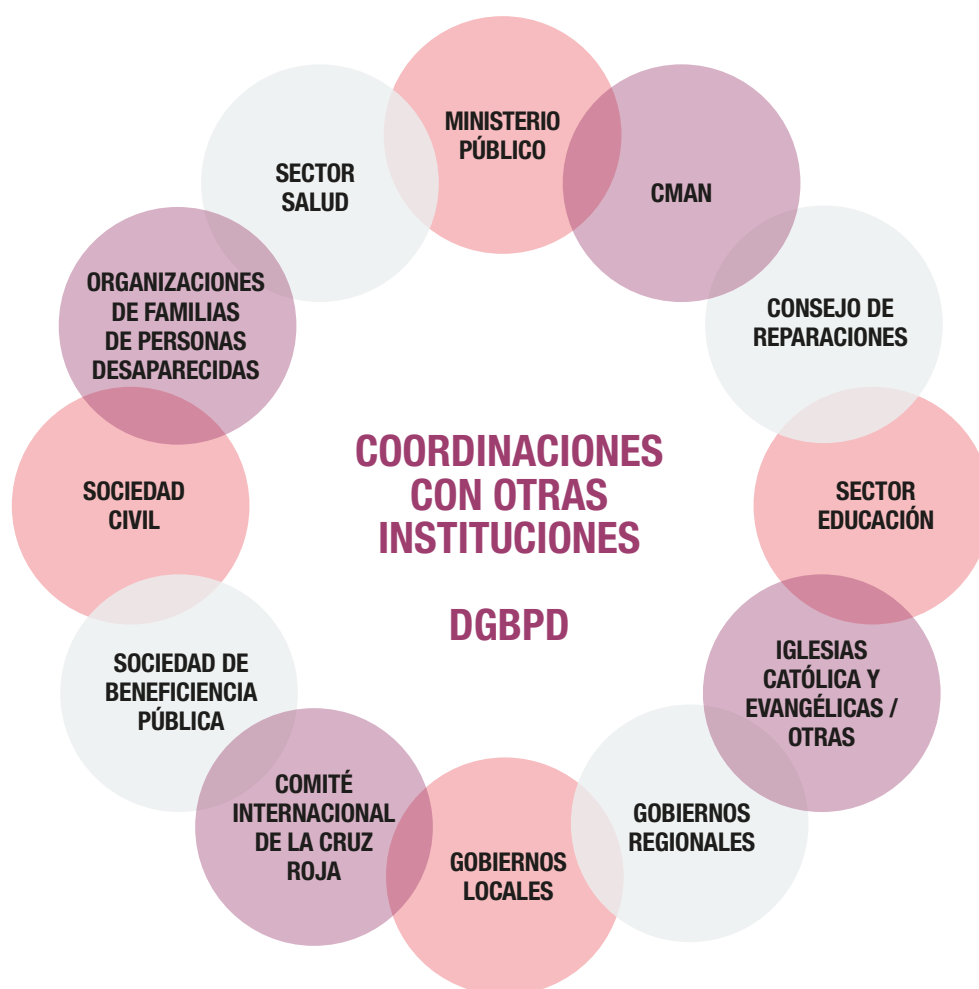 MINISTERIO
PÚBLICO
CMAN
CONSEJO DE
REPARACIONES
SECTOR
EDUCACIÓN
IGLESIAS
CATÓLICA Y
EVANGÉLICAS /
OTRAS
GOBIERNOS
REGIONALES
GOBIERNOS
LOCALES
COMITÉ
INTERNACIONAL
DE LA CRUZ
ROJA
SOCIEDAD DE
BENEFICIENCIA
PÚBLICA
SOCIEDAD
CIVIL
ORGANIZACIONES
DE FAMILIAS
DE PERSONAS
DESAPARECIDAS
SECTOR
SALUD
COORDINACIONES
CON OTRAS
INSTITUCIONES
DGBPD